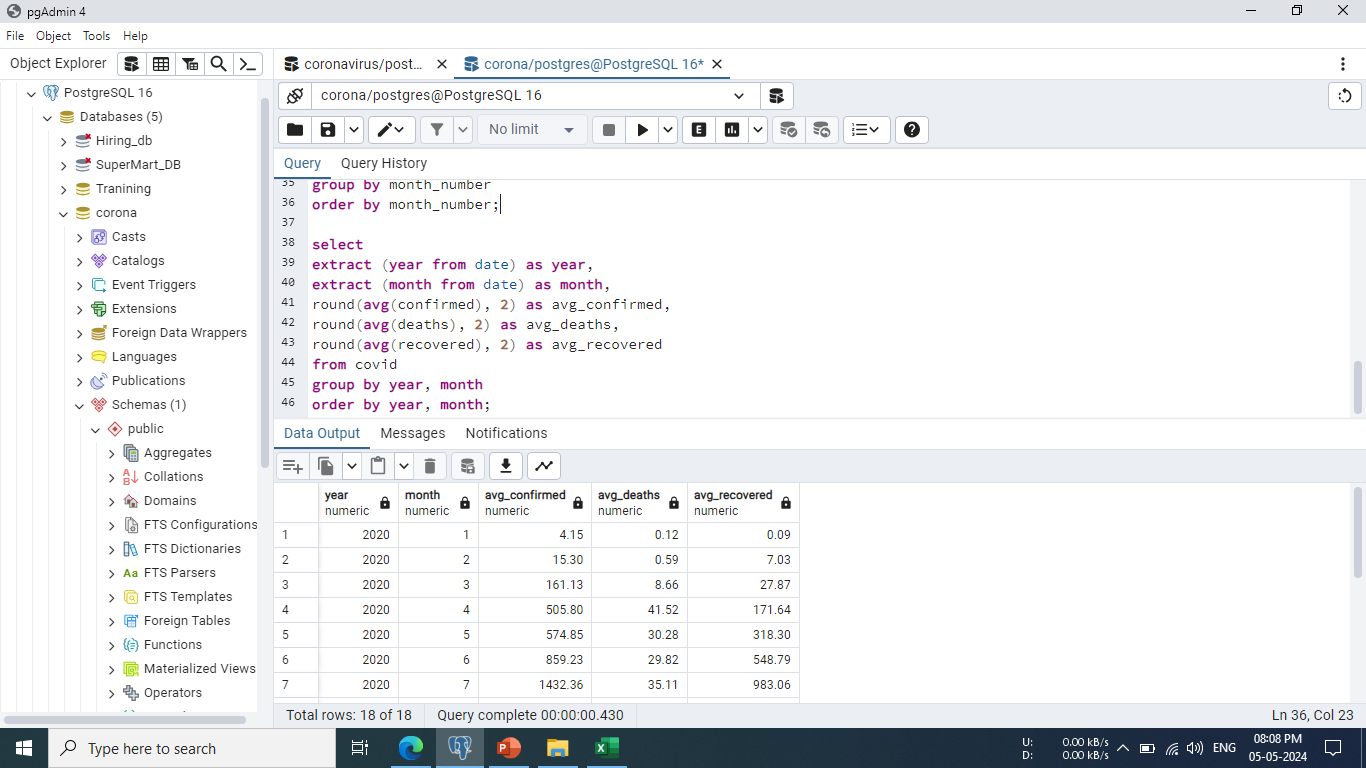 pgAdmin 4
File Object Tools Help
Object Explorer
coronavirus/post...
corona/postgres@PostgreSQL 16*
PostgreSQL 16
Databases (5)
Hiring_db
SuperMart_DB
Tranining
corona
Casts
Catalogs
Event Triggers
Extensions
Foreign Data Wrappers
Languages
Publications
Schemas (1)
public
Aggregates
Collations
Domains
FTS Configurations
FTS Dictionaries
Aa FTS Parsers
FTS Templates
Foreign Tables
Functions
Materialized Views
Operators
corona/postgres@PostgreSQL 16
No limit
E
Query Query History
35 group by month_number
36 order by month_number;
37
38 select
39 extract (year from date) as year,
40 extract (month from date) as month,
41 round(avg(confirmed), 2) as avg_confirmed,
42 round(avg(deaths), 2) as avg_deaths,
43 round(avg(recovered), 2) as avg_recovered
44 from covid
45 group by year, month
46 order by year, month;
Data Output Messages Notifications
year month avg_confirmed avg_deaths avg_recovered
numeric numeric numeric numeric numeric
1 2020 1 4.15 0.12 0.09
2 2020 2 15.30 0.59 7.03
3 2020 3 161.13 8.66 27.87
4 2020 4 505.80 41.52 171.64
5 2020 5 574.85 30.28 318.30
6 2020 6 859.23 29.82 548.79
7 2020 7 1432.36 35.11 983.06
Total rows: 18 of 18 Query complete 00:00:00.430 Ln 36, Col 23
Type here to search
U: 0.00 kB/s
D: 0.00 kB/s
ENG
08:08 PM
05-05-2024